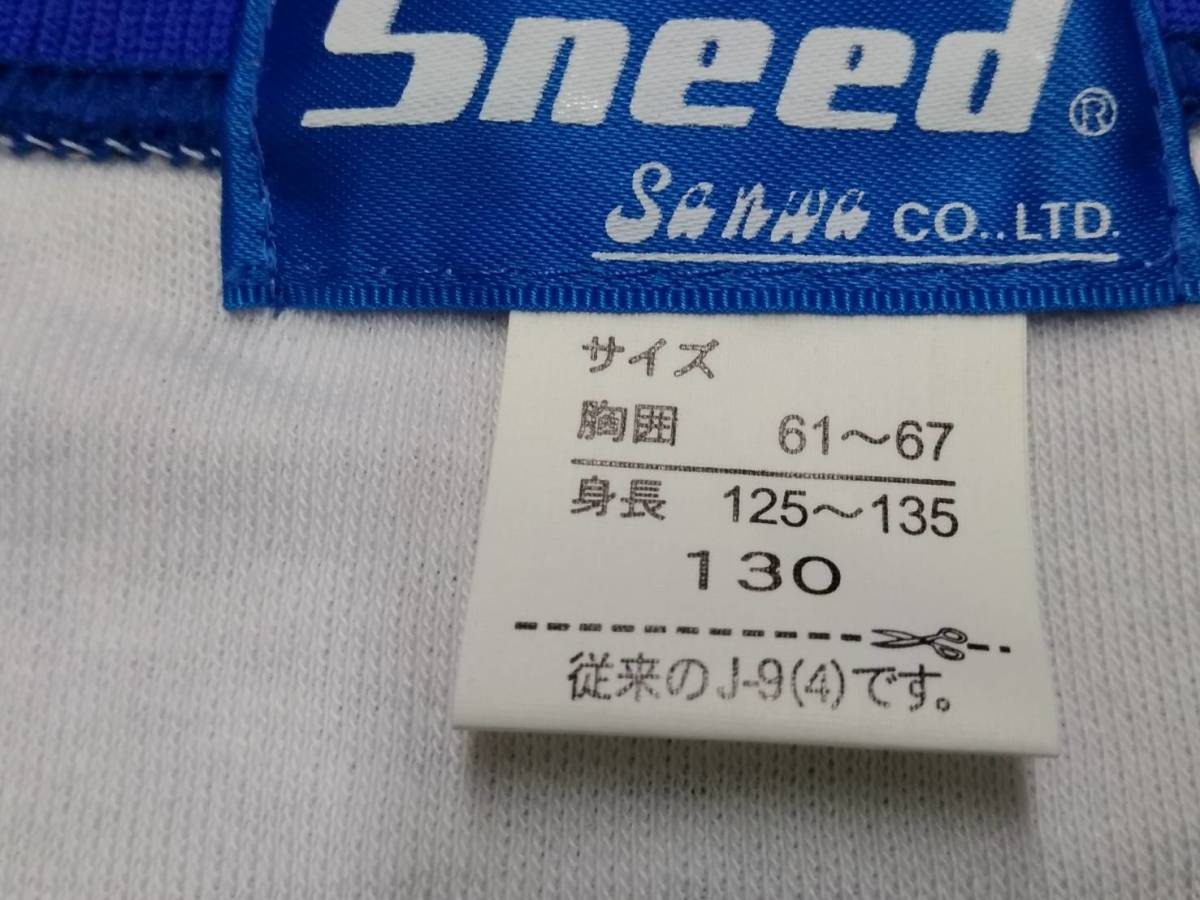 Sneed®
Sanwa CO.,LTD.
サイズ
胸囲 61〜67
身長 125〜135
130
従来のJ-9(4)です。